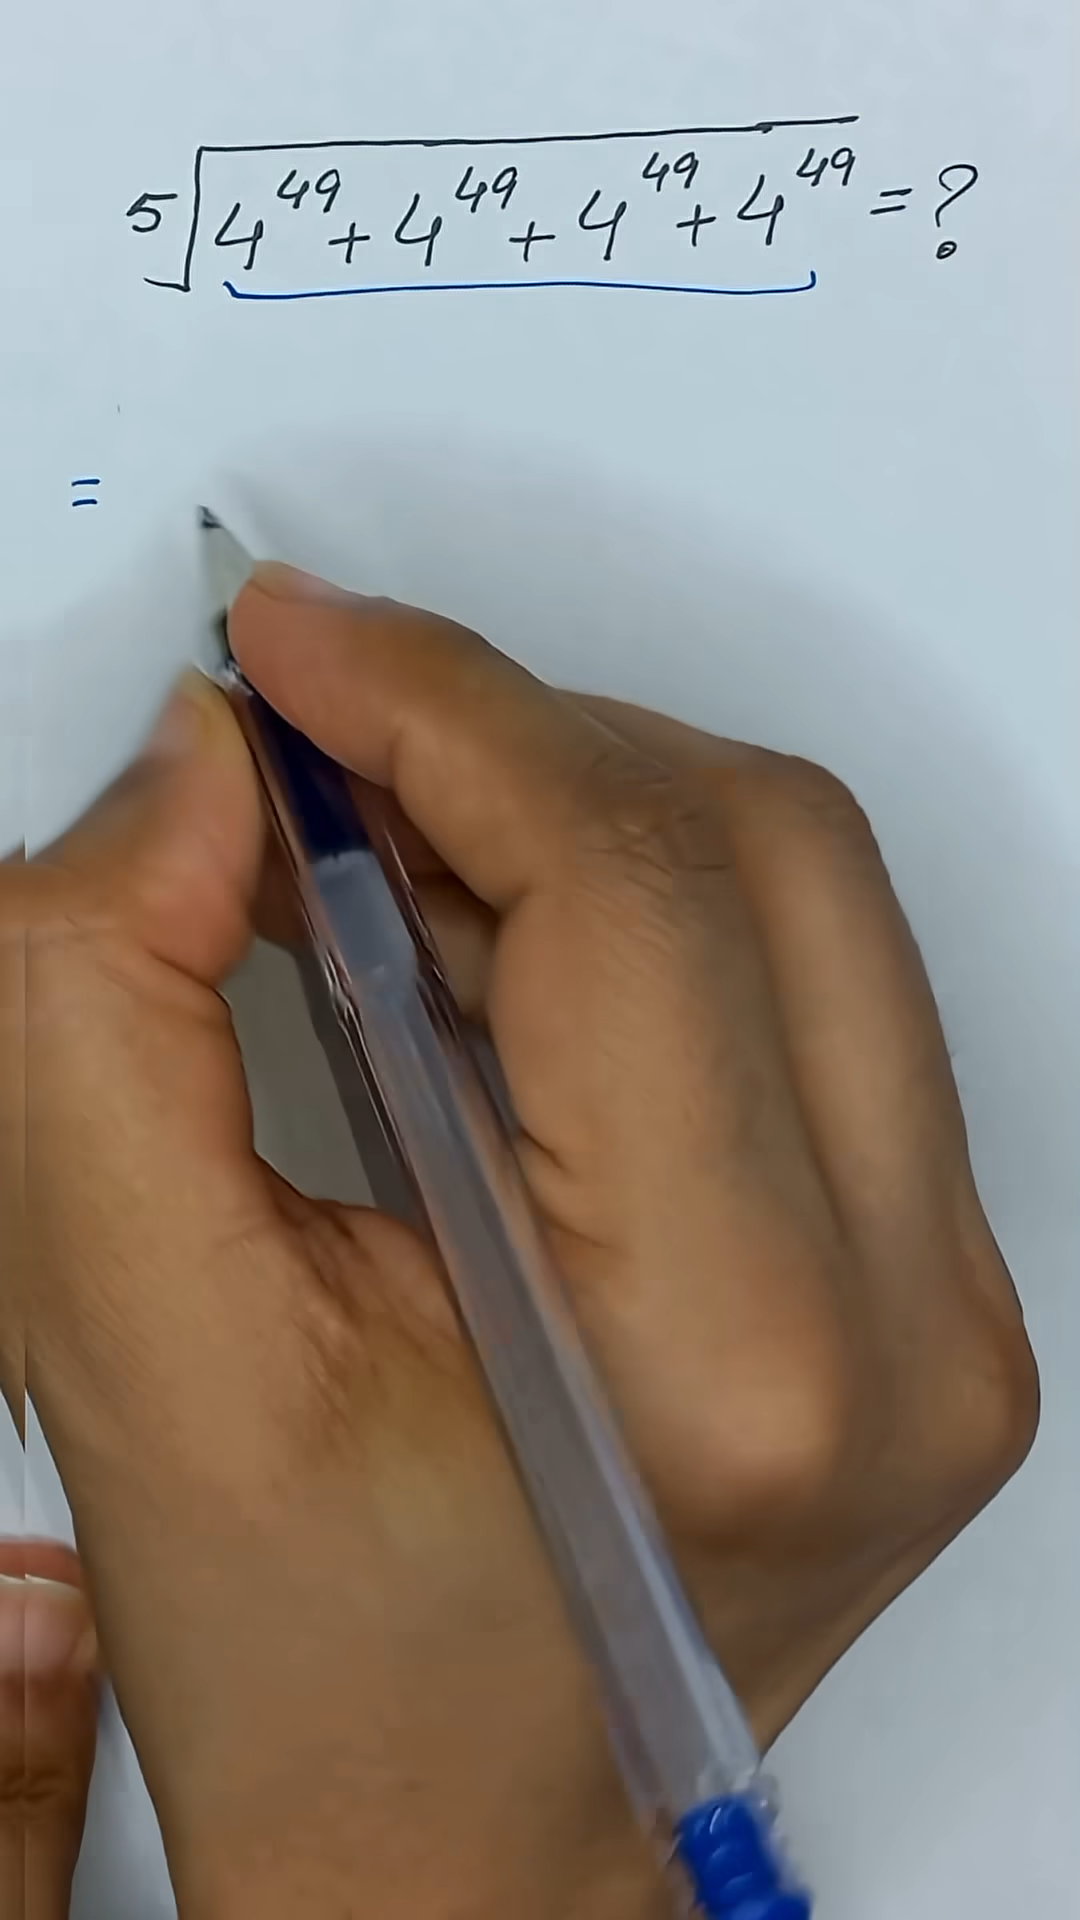 ⁵√(4⁴⁹ + 4⁴⁹ + 4⁴⁹ + 4⁴⁹) = ?
=